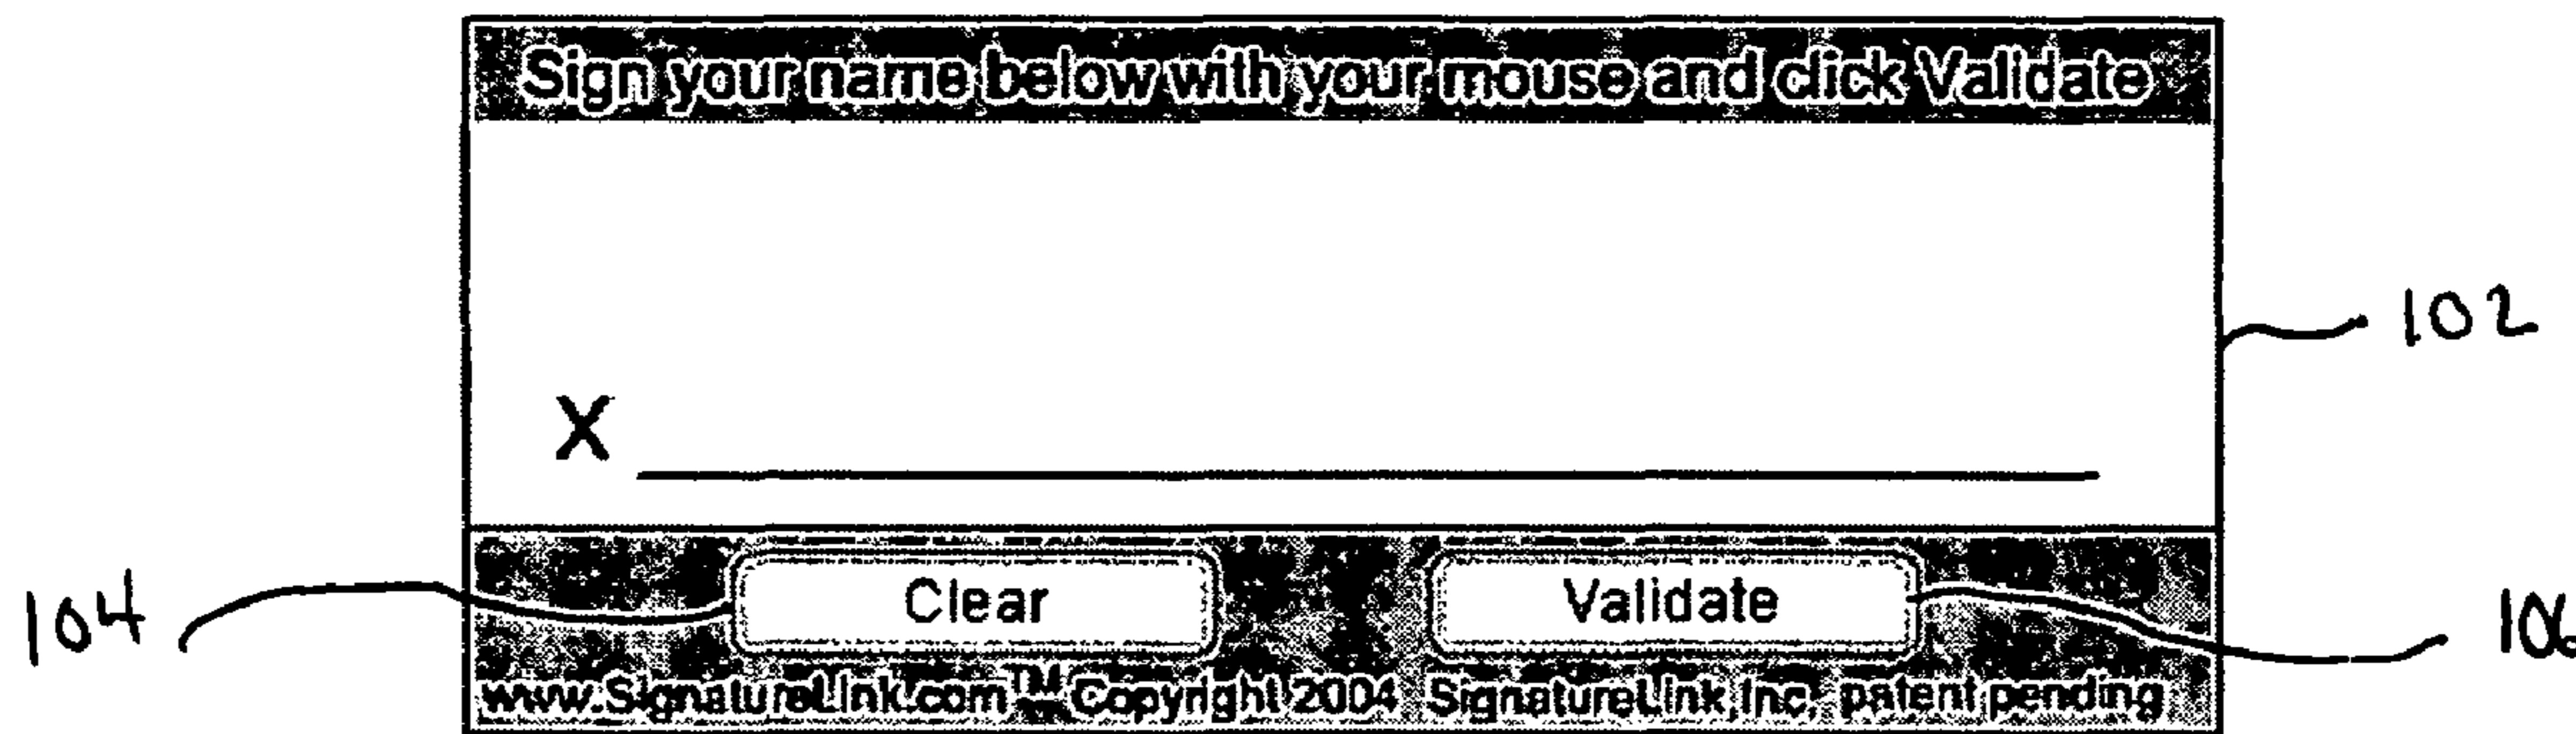 Sign your name below with your mouse and click Validate
102
X
104 Clear Validate 106
www.SignatureLink.com™ Copyright 2004 SignatureLink, Inc. patent pending